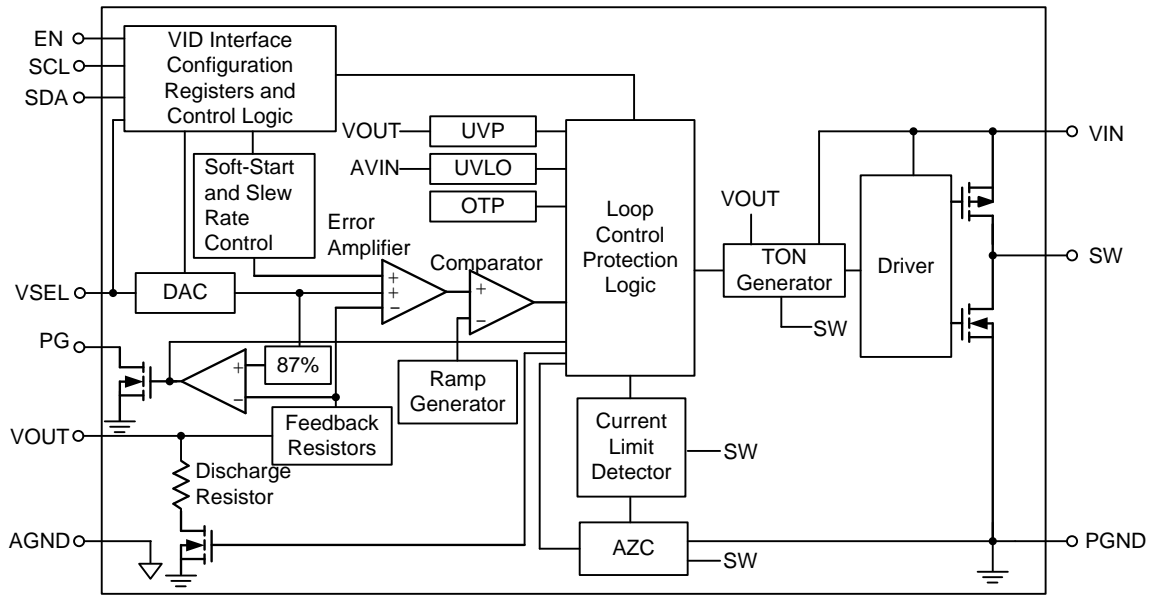 EN
SCL
SDA
VID Interface
Configuration
Registers and
Control Logic
VOUT
UVP
AVIN
UVLO
OTP
Soft-Start
and Slew
Rate
Control
Error
Amplifier
Comparator
Loop
Control
Protection
Logic
VOUT
TON
Generator
SW
Driver
VIN
SW
VSEL
DAC
+
+
−
+
−
PG
87%
+
−
Ramp
Generator
VOUT
Feedback
Resistors
Discharge
Resistor
Current
Limit
Detector
SW
AGND
AZC
SW
PGND